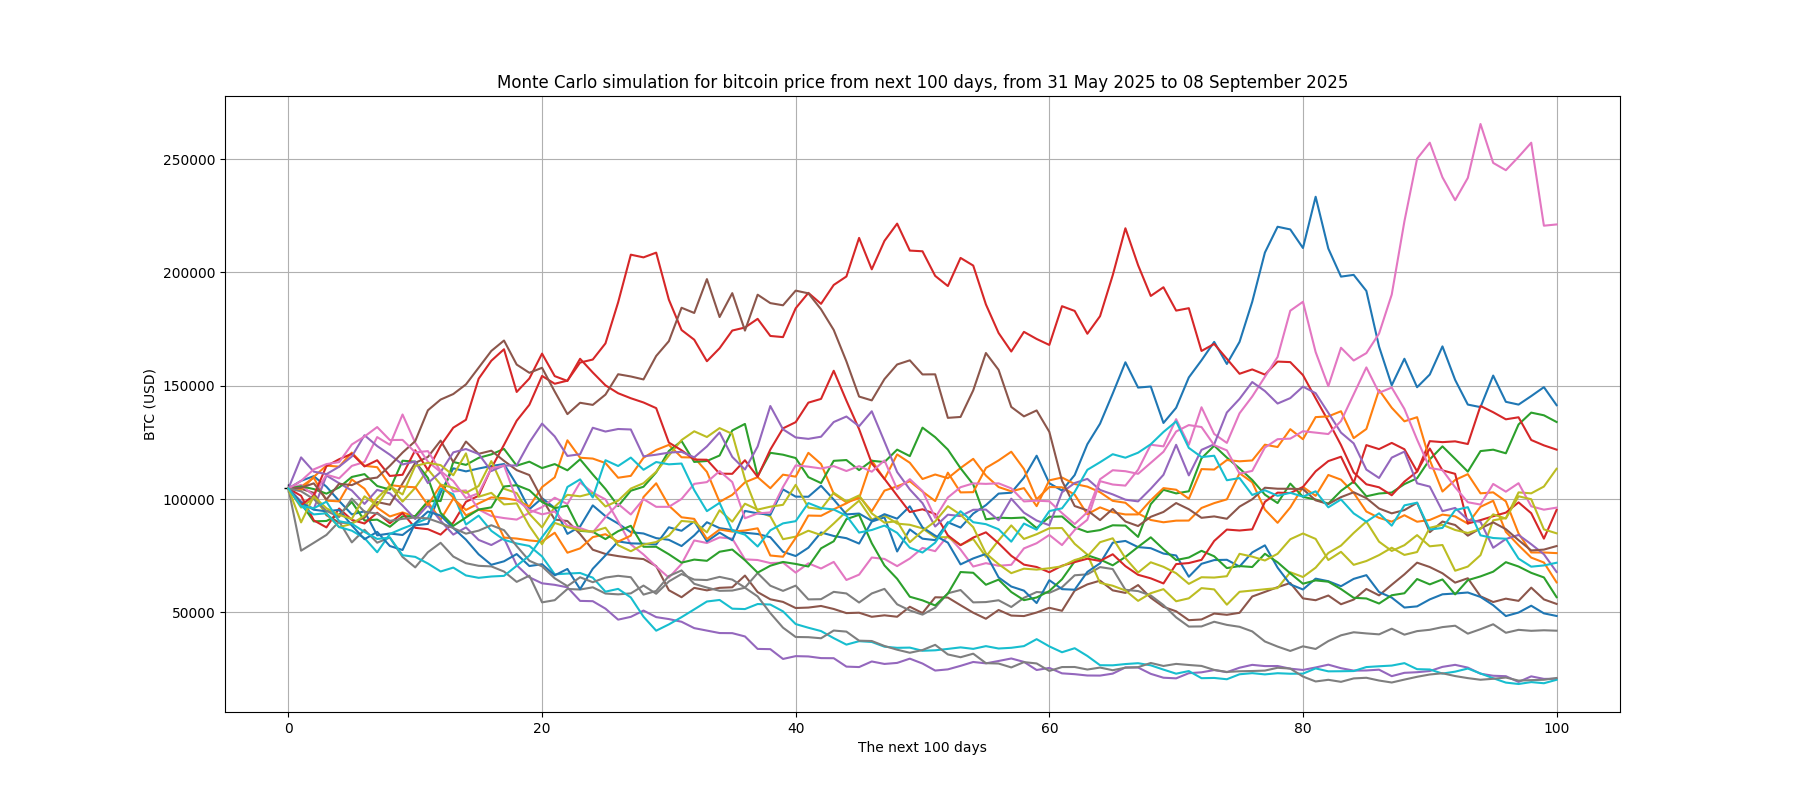 Monte Carlo simulation for bitcoin price from next 100 days, from 31 May 2025 to 08 September 2025
250000
200000
150000
100000
50000
BTC (USD)
0 20 40 60 80 100
The next 100 days